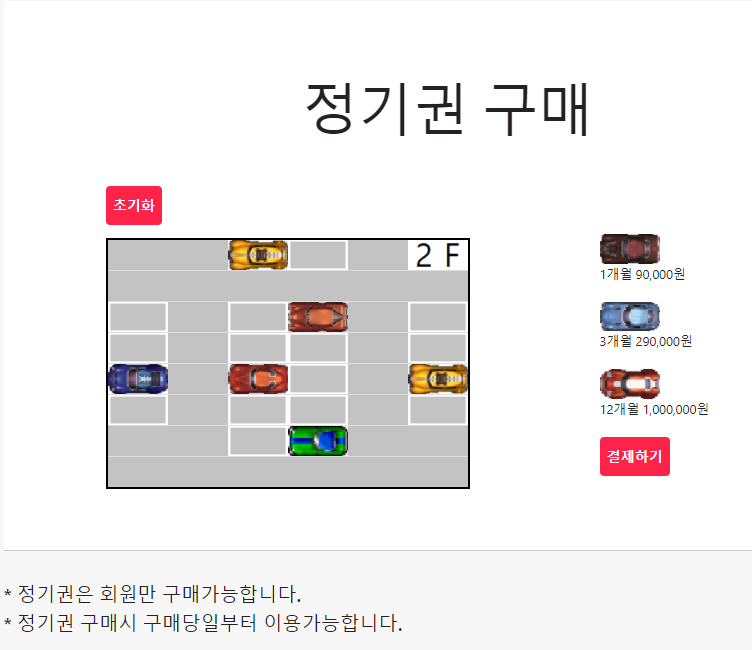 정기권 구매
초기화
2 F
1개월 90,000원
3개월 290,000원
12개월 1,000,000원
결제하기
* 정기권은 회원만 구매가능합니다.
* 정기권 구매시 구매당일부터 이용가능합니다.